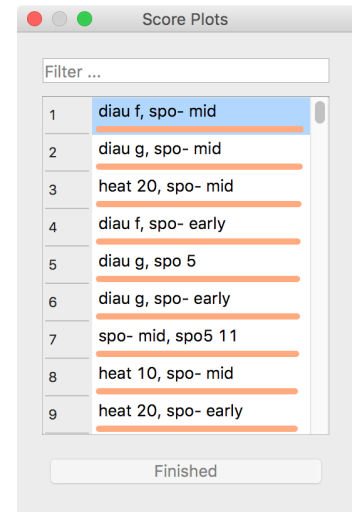 Score Plots
Filter ...
1 diau f, spo- mid
2 diau g, spo- mid
3 heat 20, spo- mid
4 diau f, spo- early
5 diau g, spo 5
6 diau g, spo- early
7 spo- mid, spo5 11
8 heat 10, spo- mid
9 heat 20, spo- early
Finished